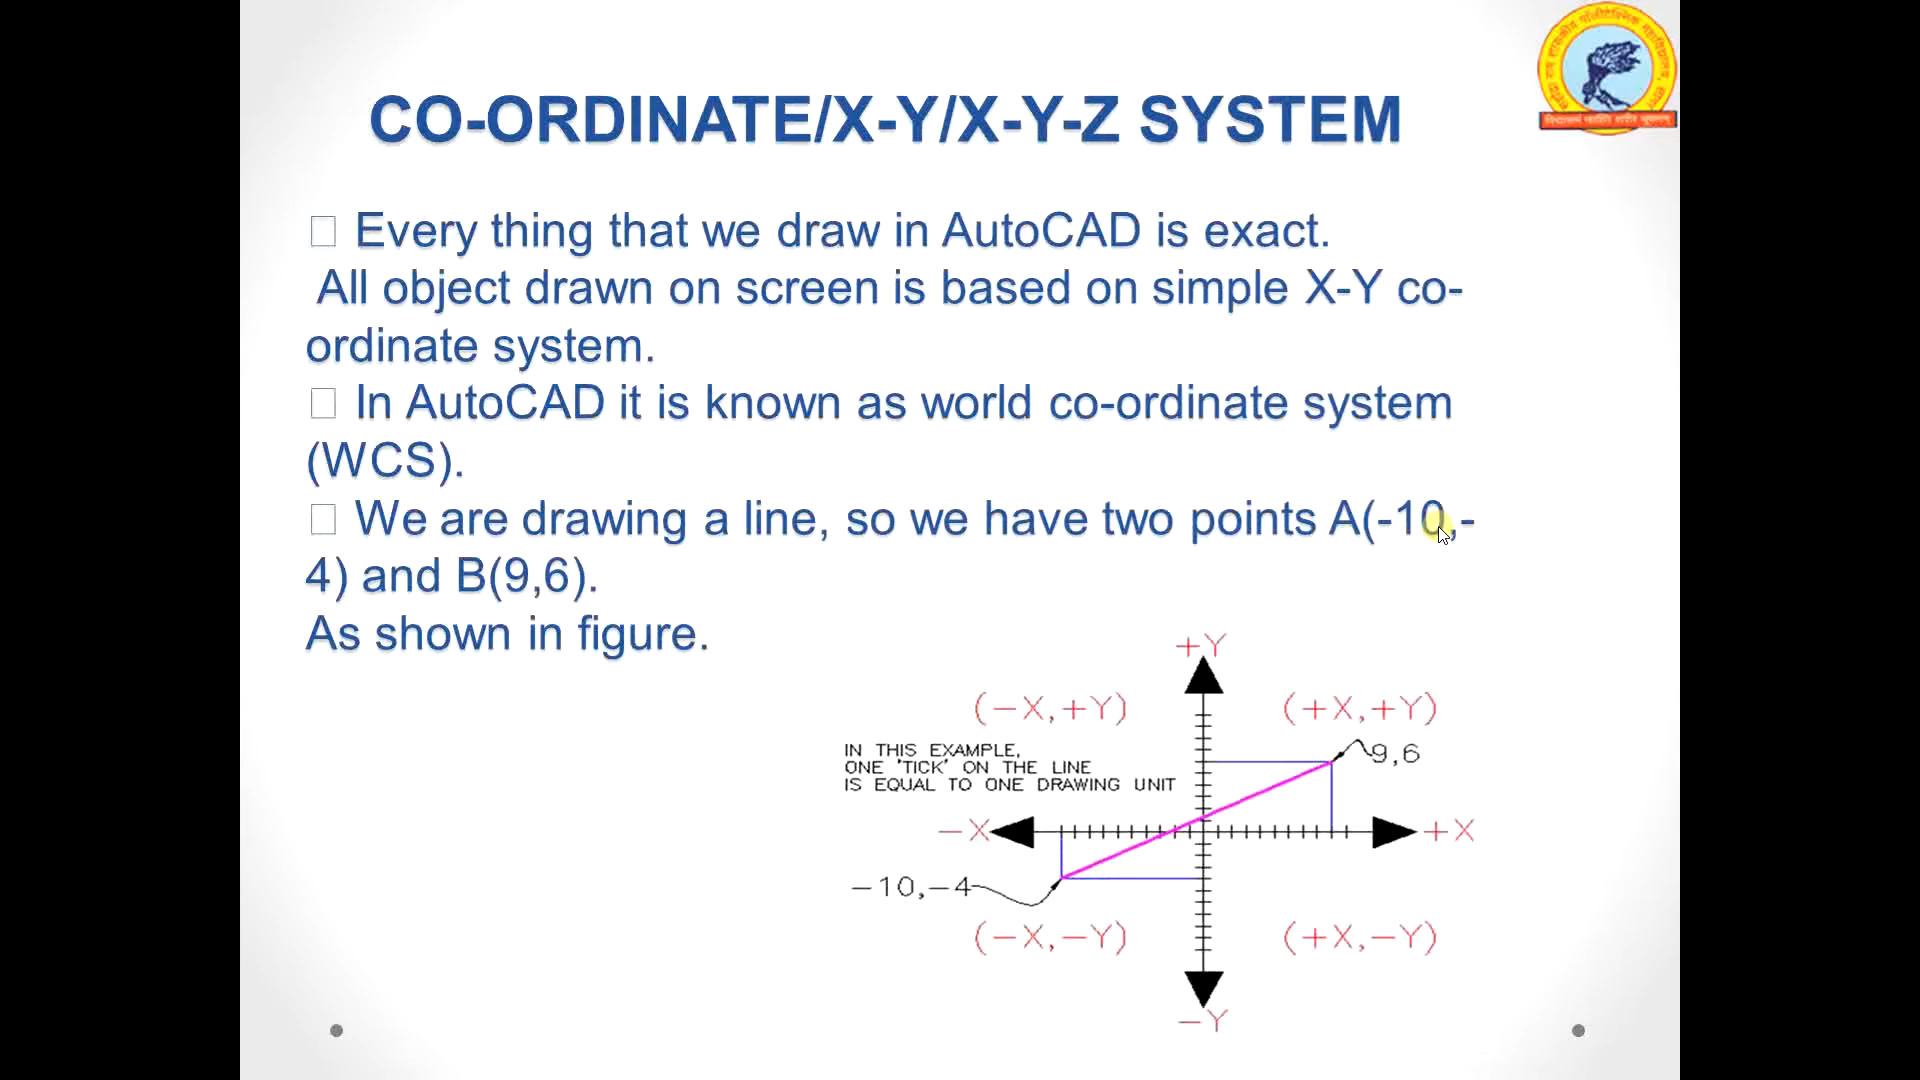 CO-ORDINATE/X-Y/X-Y-Z SYSTEM
Every thing that we draw in AutoCAD is exact.
All object drawn on screen is based on simple X-Y co-
ordinate system.
In AutoCAD it is known as world co-ordinate system
(WCS).
We are drawing a line, so we have two points A(-10,-
4) and B(9,6).
As shown in figure.
+Y
(-X,+Y)
(+X,+Y)
IN THIS EXAMPLE,
ONE 'TICK' ON THE LINE
IS EQUAL TO ONE DRAWING UNIT
9,6
-X
+X
-10,-4
(-X,-Y)
(+X,-Y)
-Y